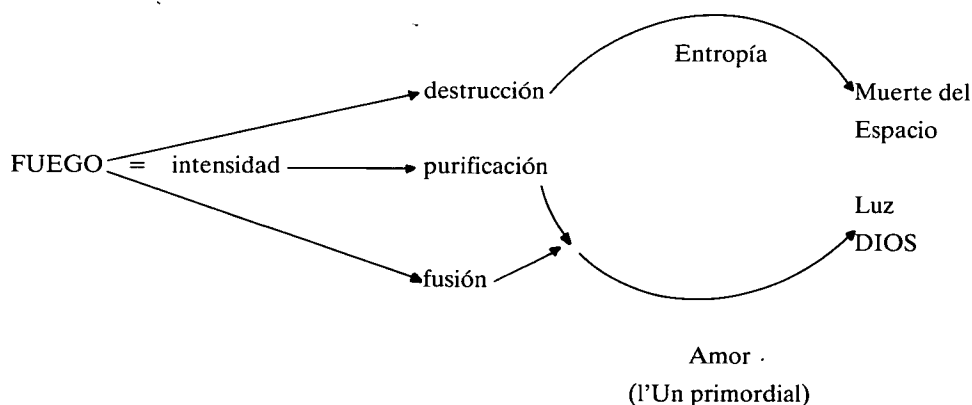 Entropía
destrucción
Muerte del
Espacio
FUEGO = intensidad
purificación
Luz
DIOS
fusión
Amor
(l'Un primordial)